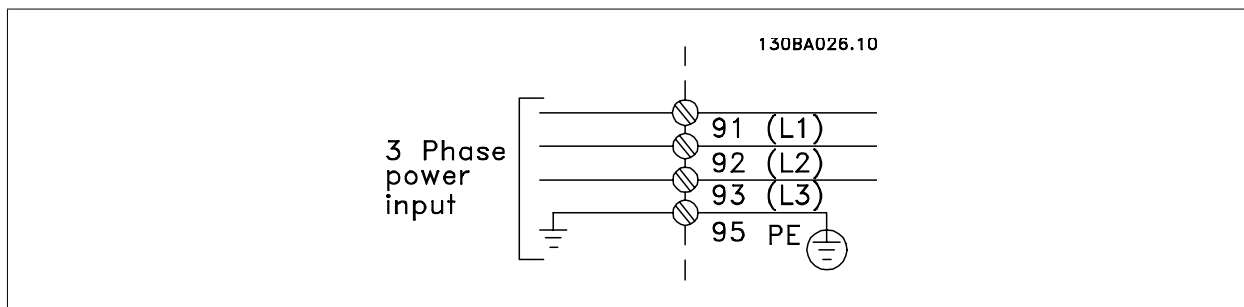 130BA026.10
3 Phase
power
input
91 (L1)
92 (L2)
93 (L3)
95 PE